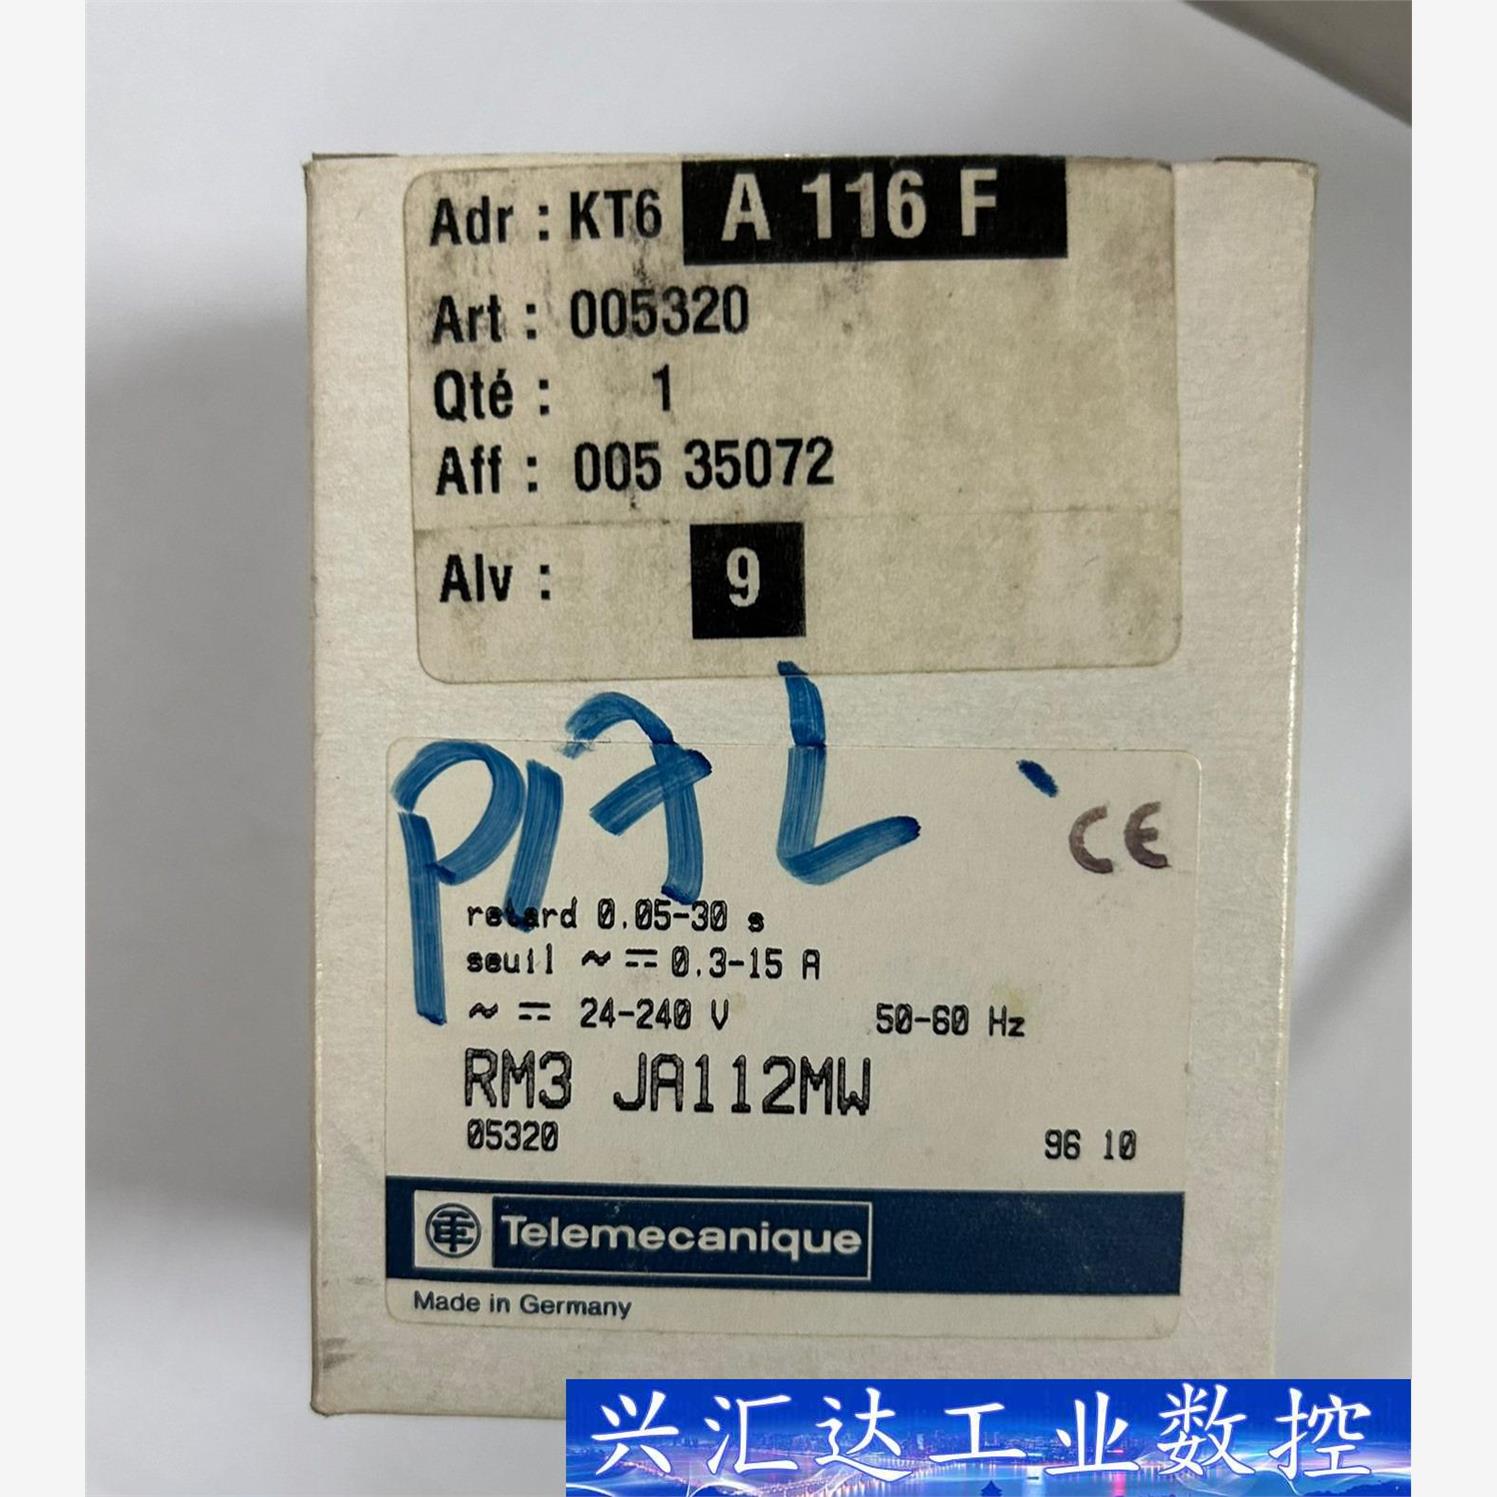 Adr : KT6 A 116 F
Art : 005320
Qté : 1
Aff : 005 35072
Alv : 9
P17L
CE
retard 0.05-30 s
seuil ~ ⎓ 0.3-15 A
~ ⎓ 24-240 V 50-60 Hz
RM3 JA112MW
05320 96 10
Telemecanique
Made in Germany
兴汇达工业数控